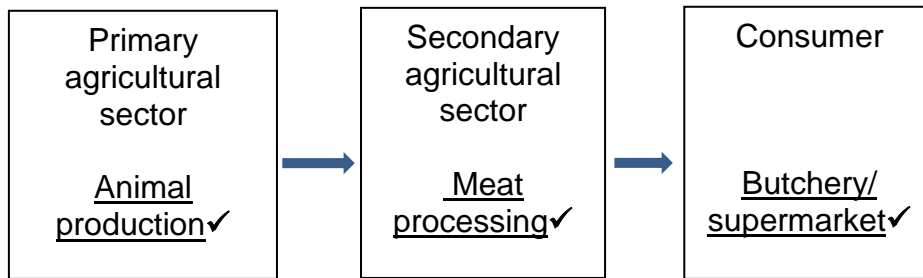 Primary
agricultural
sector
Animal
production✓
Secondary
agricultural
sector
Meat
processing✓
Consumer
Butchery/
supermarket✓